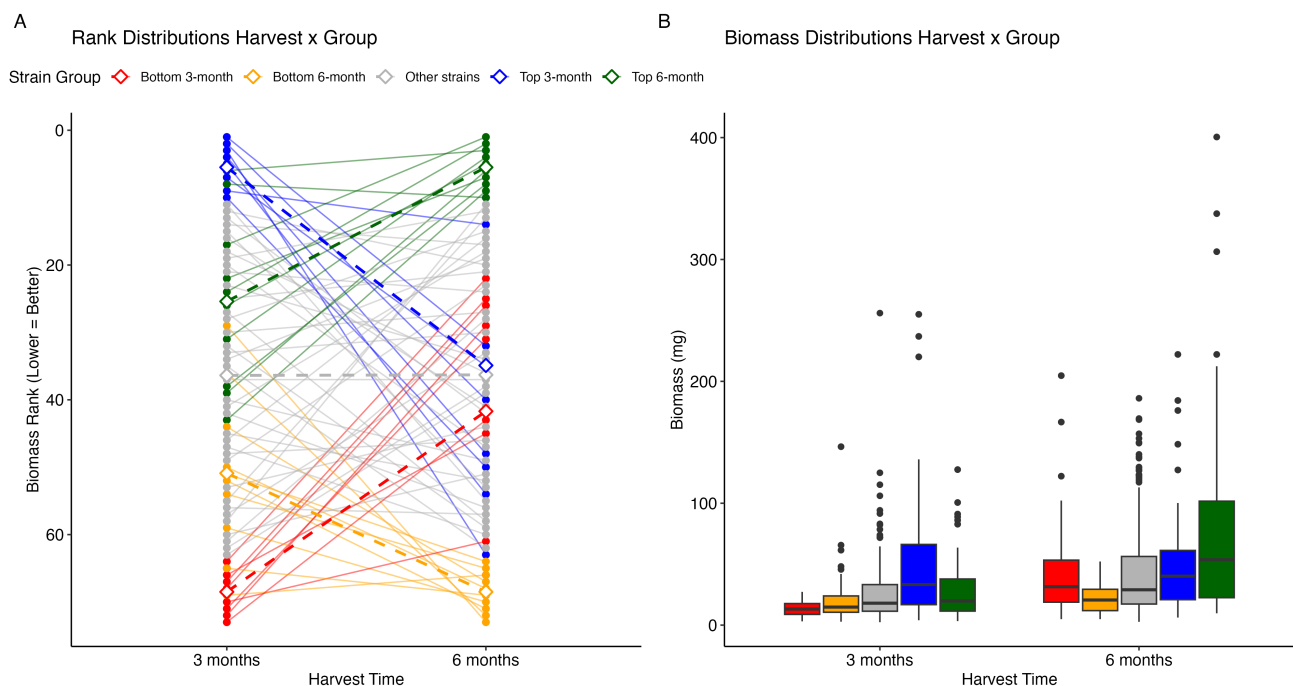 A
Rank Distributions Harvest x Group
Strain Group
Bottom 3-month
Bottom 6-month
Other strains
Top 3-month
Top 6-month
Biomass Rank (Lower = Better)
0
20
40
60
3 months
6 months
Harvest Time
B
Biomass Distributions Harvest x Group
Biomass (mg)
400
300
200
100
0
3 months
6 months
Harvest Time